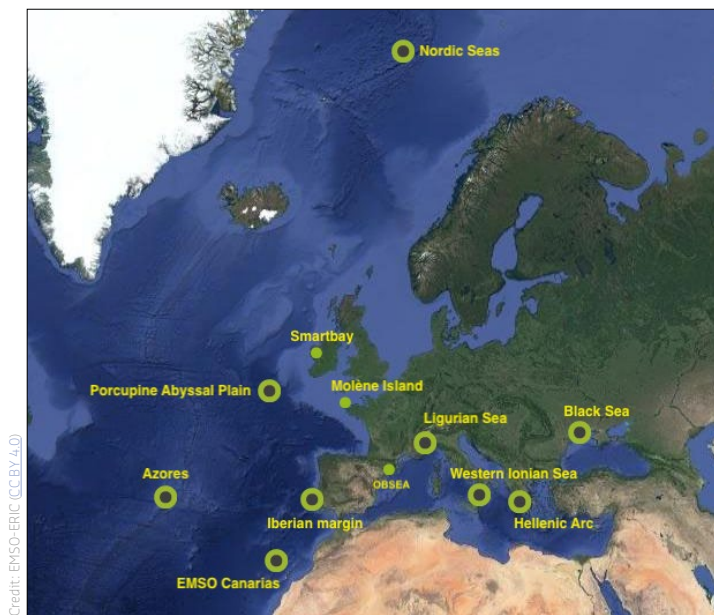 Nordic Seas
Smartbay
Porcupine Abyssal Plain
Molène Island
Ligurian Sea
Black Sea
Azores
OBSEA
Western Ionian Sea
Iberian margin
Hellenic Arc
EMSO Canarias
Credit: EMSO-ERIC (CC BY 4.0)